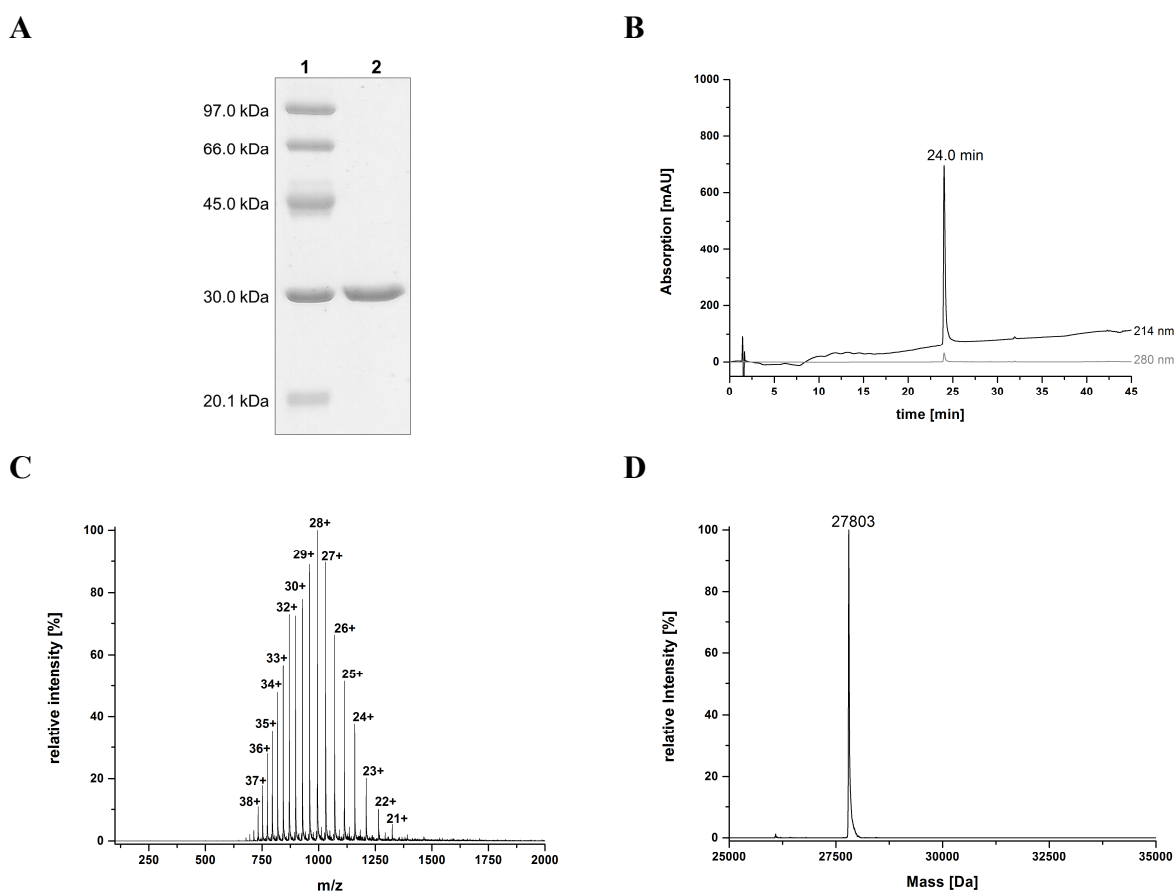 A
1 2
97.0 kDa
66.0 kDa
45.0 kDa
30.0 kDa
20.1 kDa
B
1000
800
600
400
200
0
Absorption [mAU]
24.0 min
214 nm
280 nm
0 5 10 15 20 25 30 35 40 45
time [min]
C
100
80
60
40
20
0
relative intensity [%]
28+
29+ 27+
30+
32+
26+
33+
25+
34+
24+
35+
36+
23+
37+
38+ 22+
21+
250 500 750 1000 1250 1500 1750 2000
m/z
D
100
80
60
40
20
0
relative Intensity [%]
27803
25000 27500 30000 32500 35000
Mass [Da]